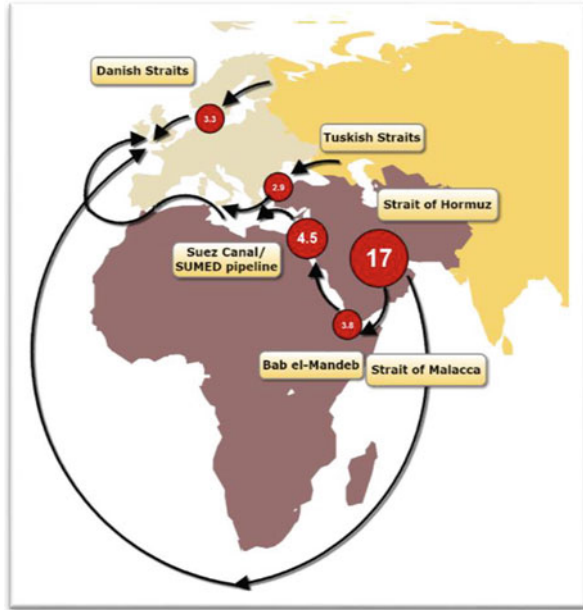 Danish Straits
3.3
Tuskish Straits
2.9
Strait of Hormuz
4.5
Suez Canal/
SUMED pipeline
17
3.8
Bab el-Mandeb
Strait of Malacca